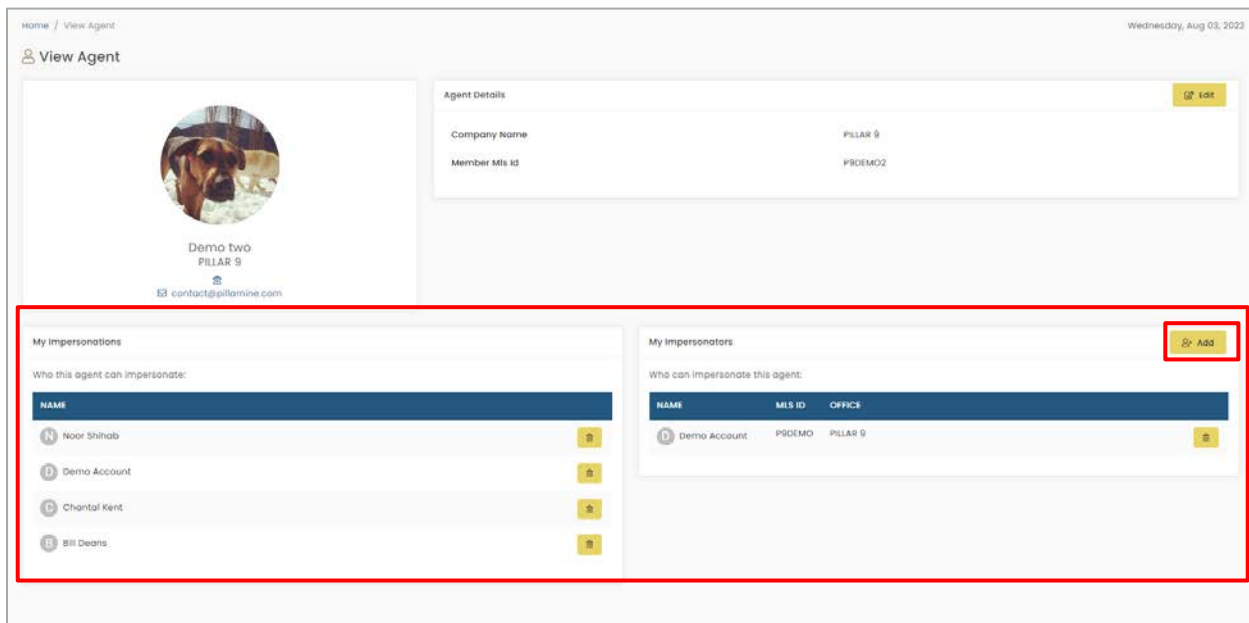 Home / View Agent
Wednesday, Aug 03, 2022
View Agent
Agent Details
Edit
Company Name
PILLAR 9
Member Mls Id
P9DEMO2
Demo two
PILLAR 9
contact@pillarnine.com
My Impersonations
Who this agent can impersonate:
NAME
N Noor Shihab
D Demo Account
C Chantal Kent
B Bill Deans
My Impersonators
Add
Who can impersonate this agent:
NAME MLS ID OFFICE
D Demo Account P9DEMO PILLAR 9